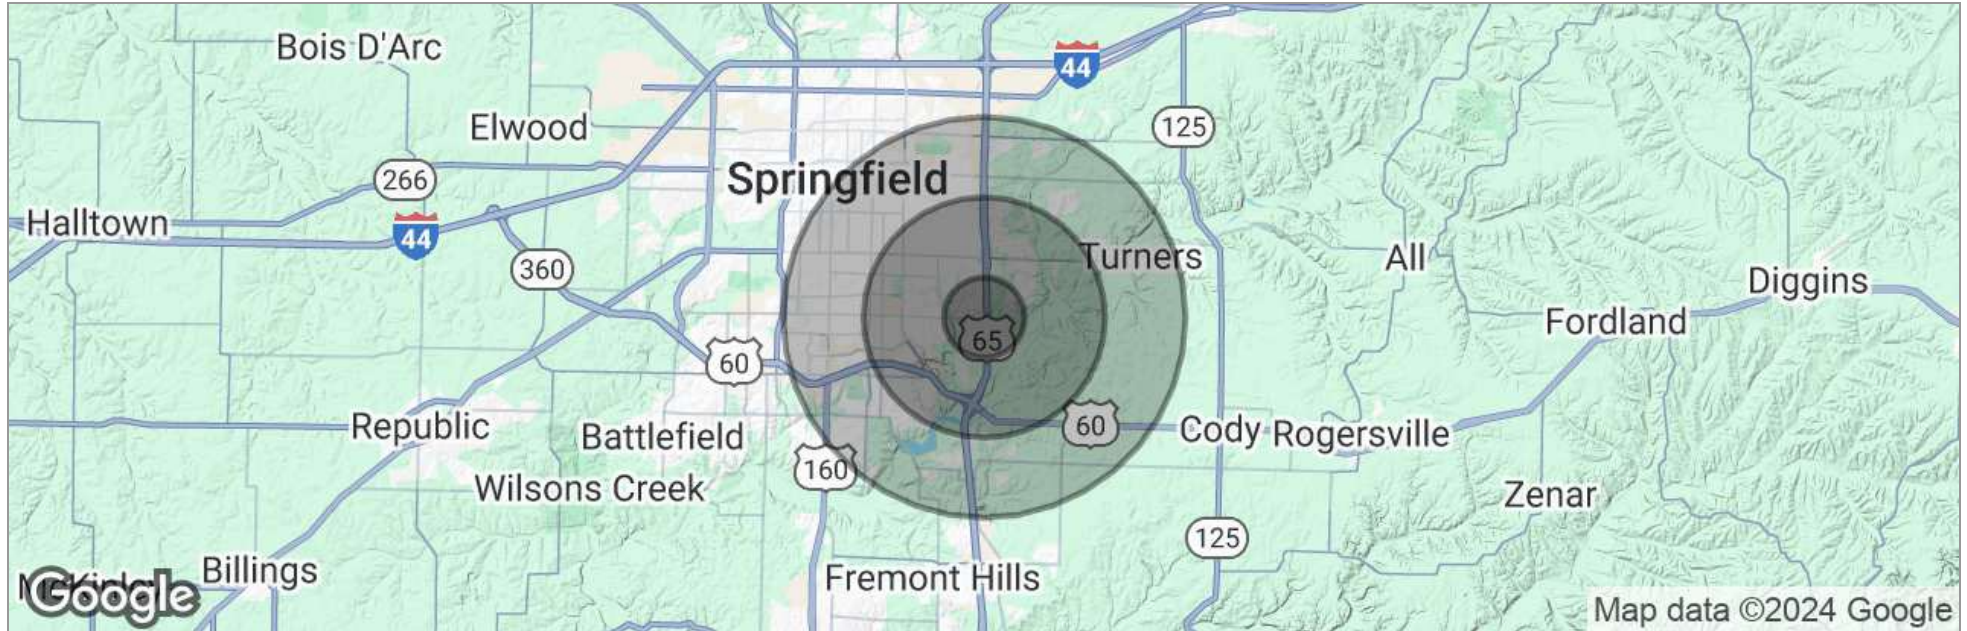 Bois D'Arc
44
Elwood
125
266
Springfield
Halltown
44
360
Turners
All
Diggins
Fordland
65
60
Republic
Battlefield
60
Cody
Rogersville
160
Wilsons Creek
Zenar
125
Billings
Fremont Hills
McKinley
Google
Map data ©2024 Google